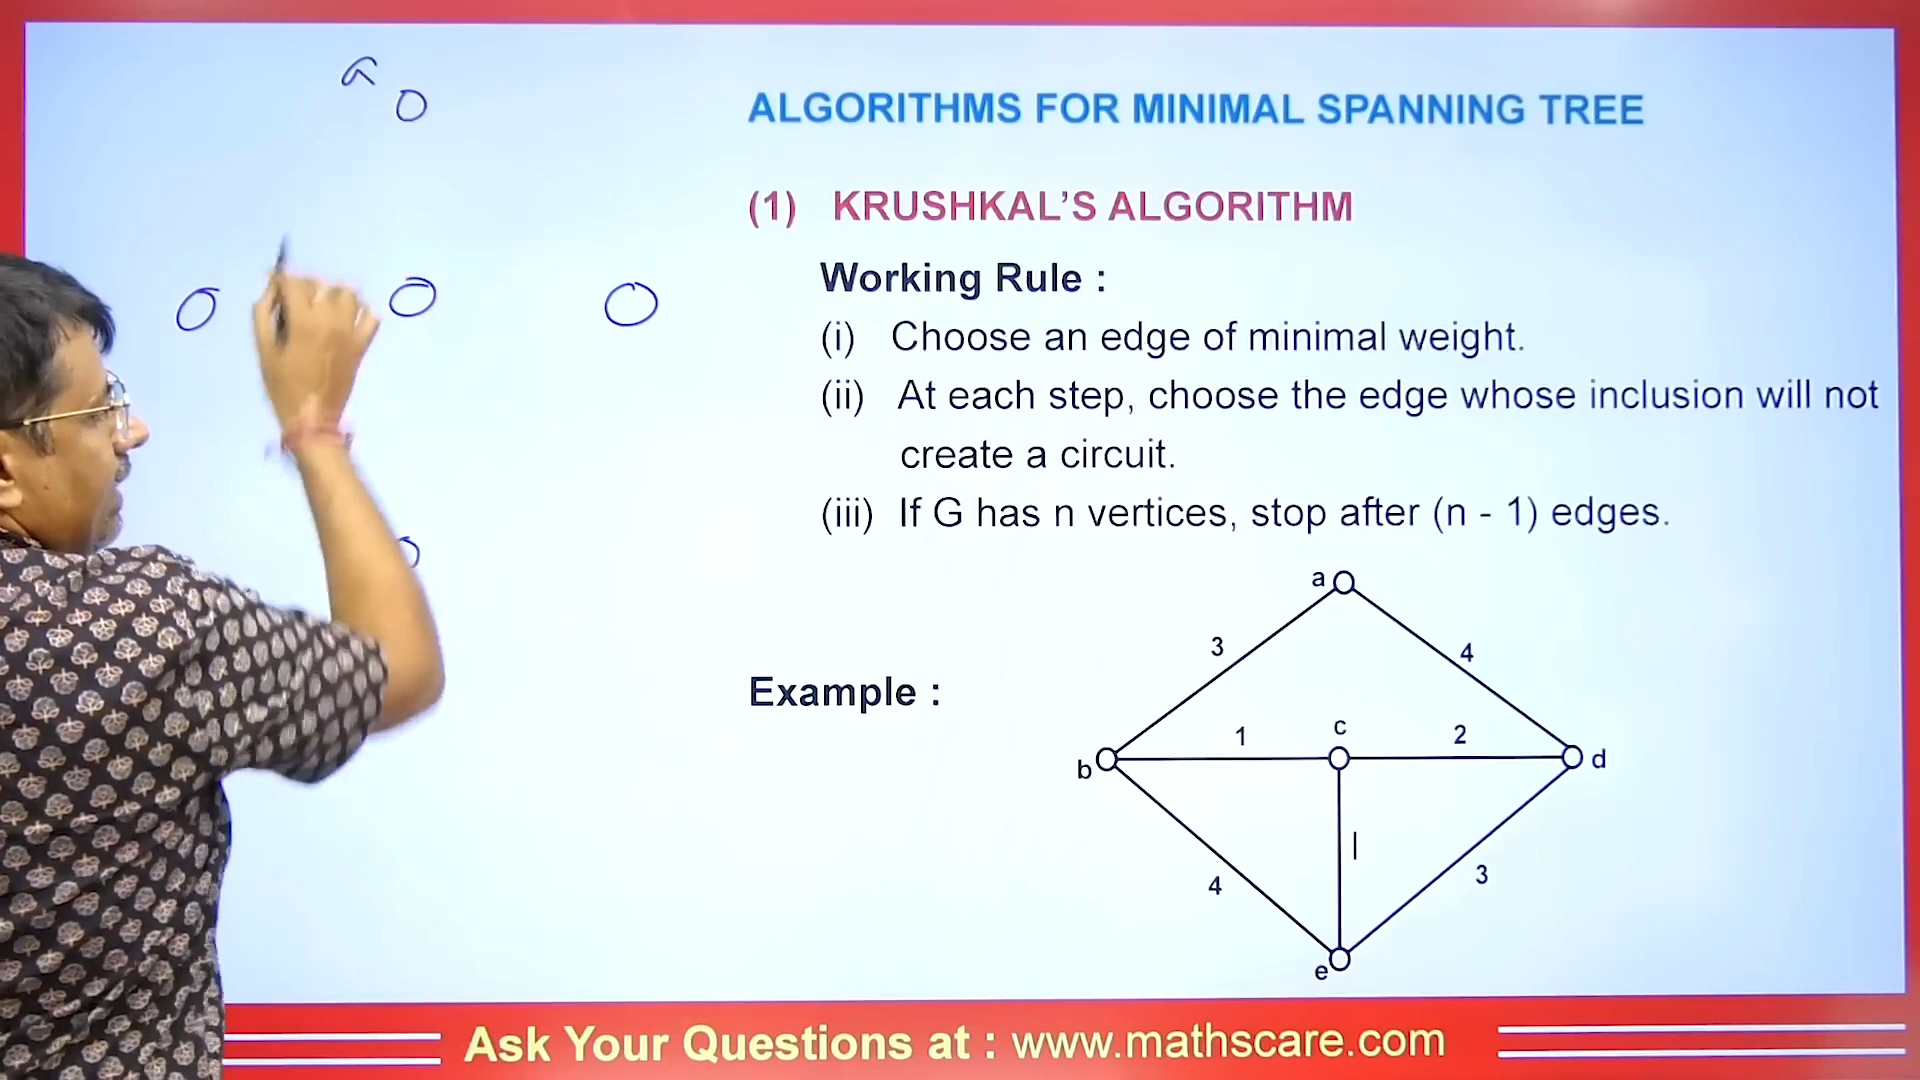 a
ALGORITHMS FOR MINIMAL SPANNING TREE
(1) KRUSHKAL'S ALGORITHM
Working Rule :
(i) Choose an edge of minimal weight.
(ii) At each step, choose the edge whose inclusion will not
create a circuit.
(iii) If G has n vertices, stop after (n - 1) edges.
Example :
a
3
4
c
1
2
b
d
|
4
3
e
Ask Your Questions at : www.mathscare.com